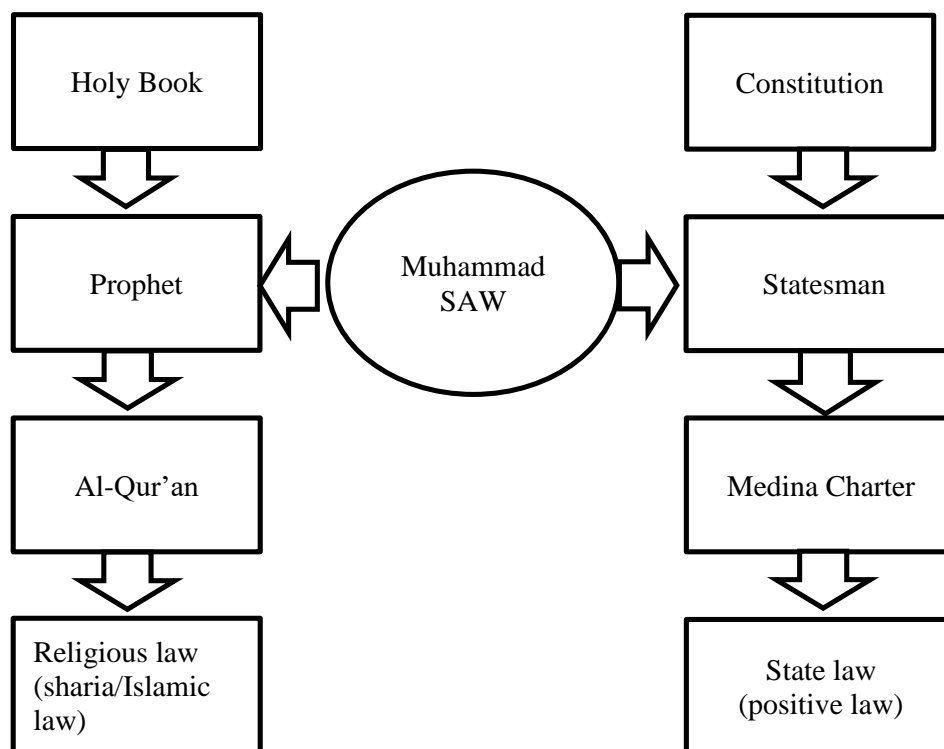 Holy Book
Constitution
Prophet
Muhammad
SAW
Statesman
Al-Qur’an
Medina Charter
Religious law
(sharia/Islamic
law)
State law
(positive law)